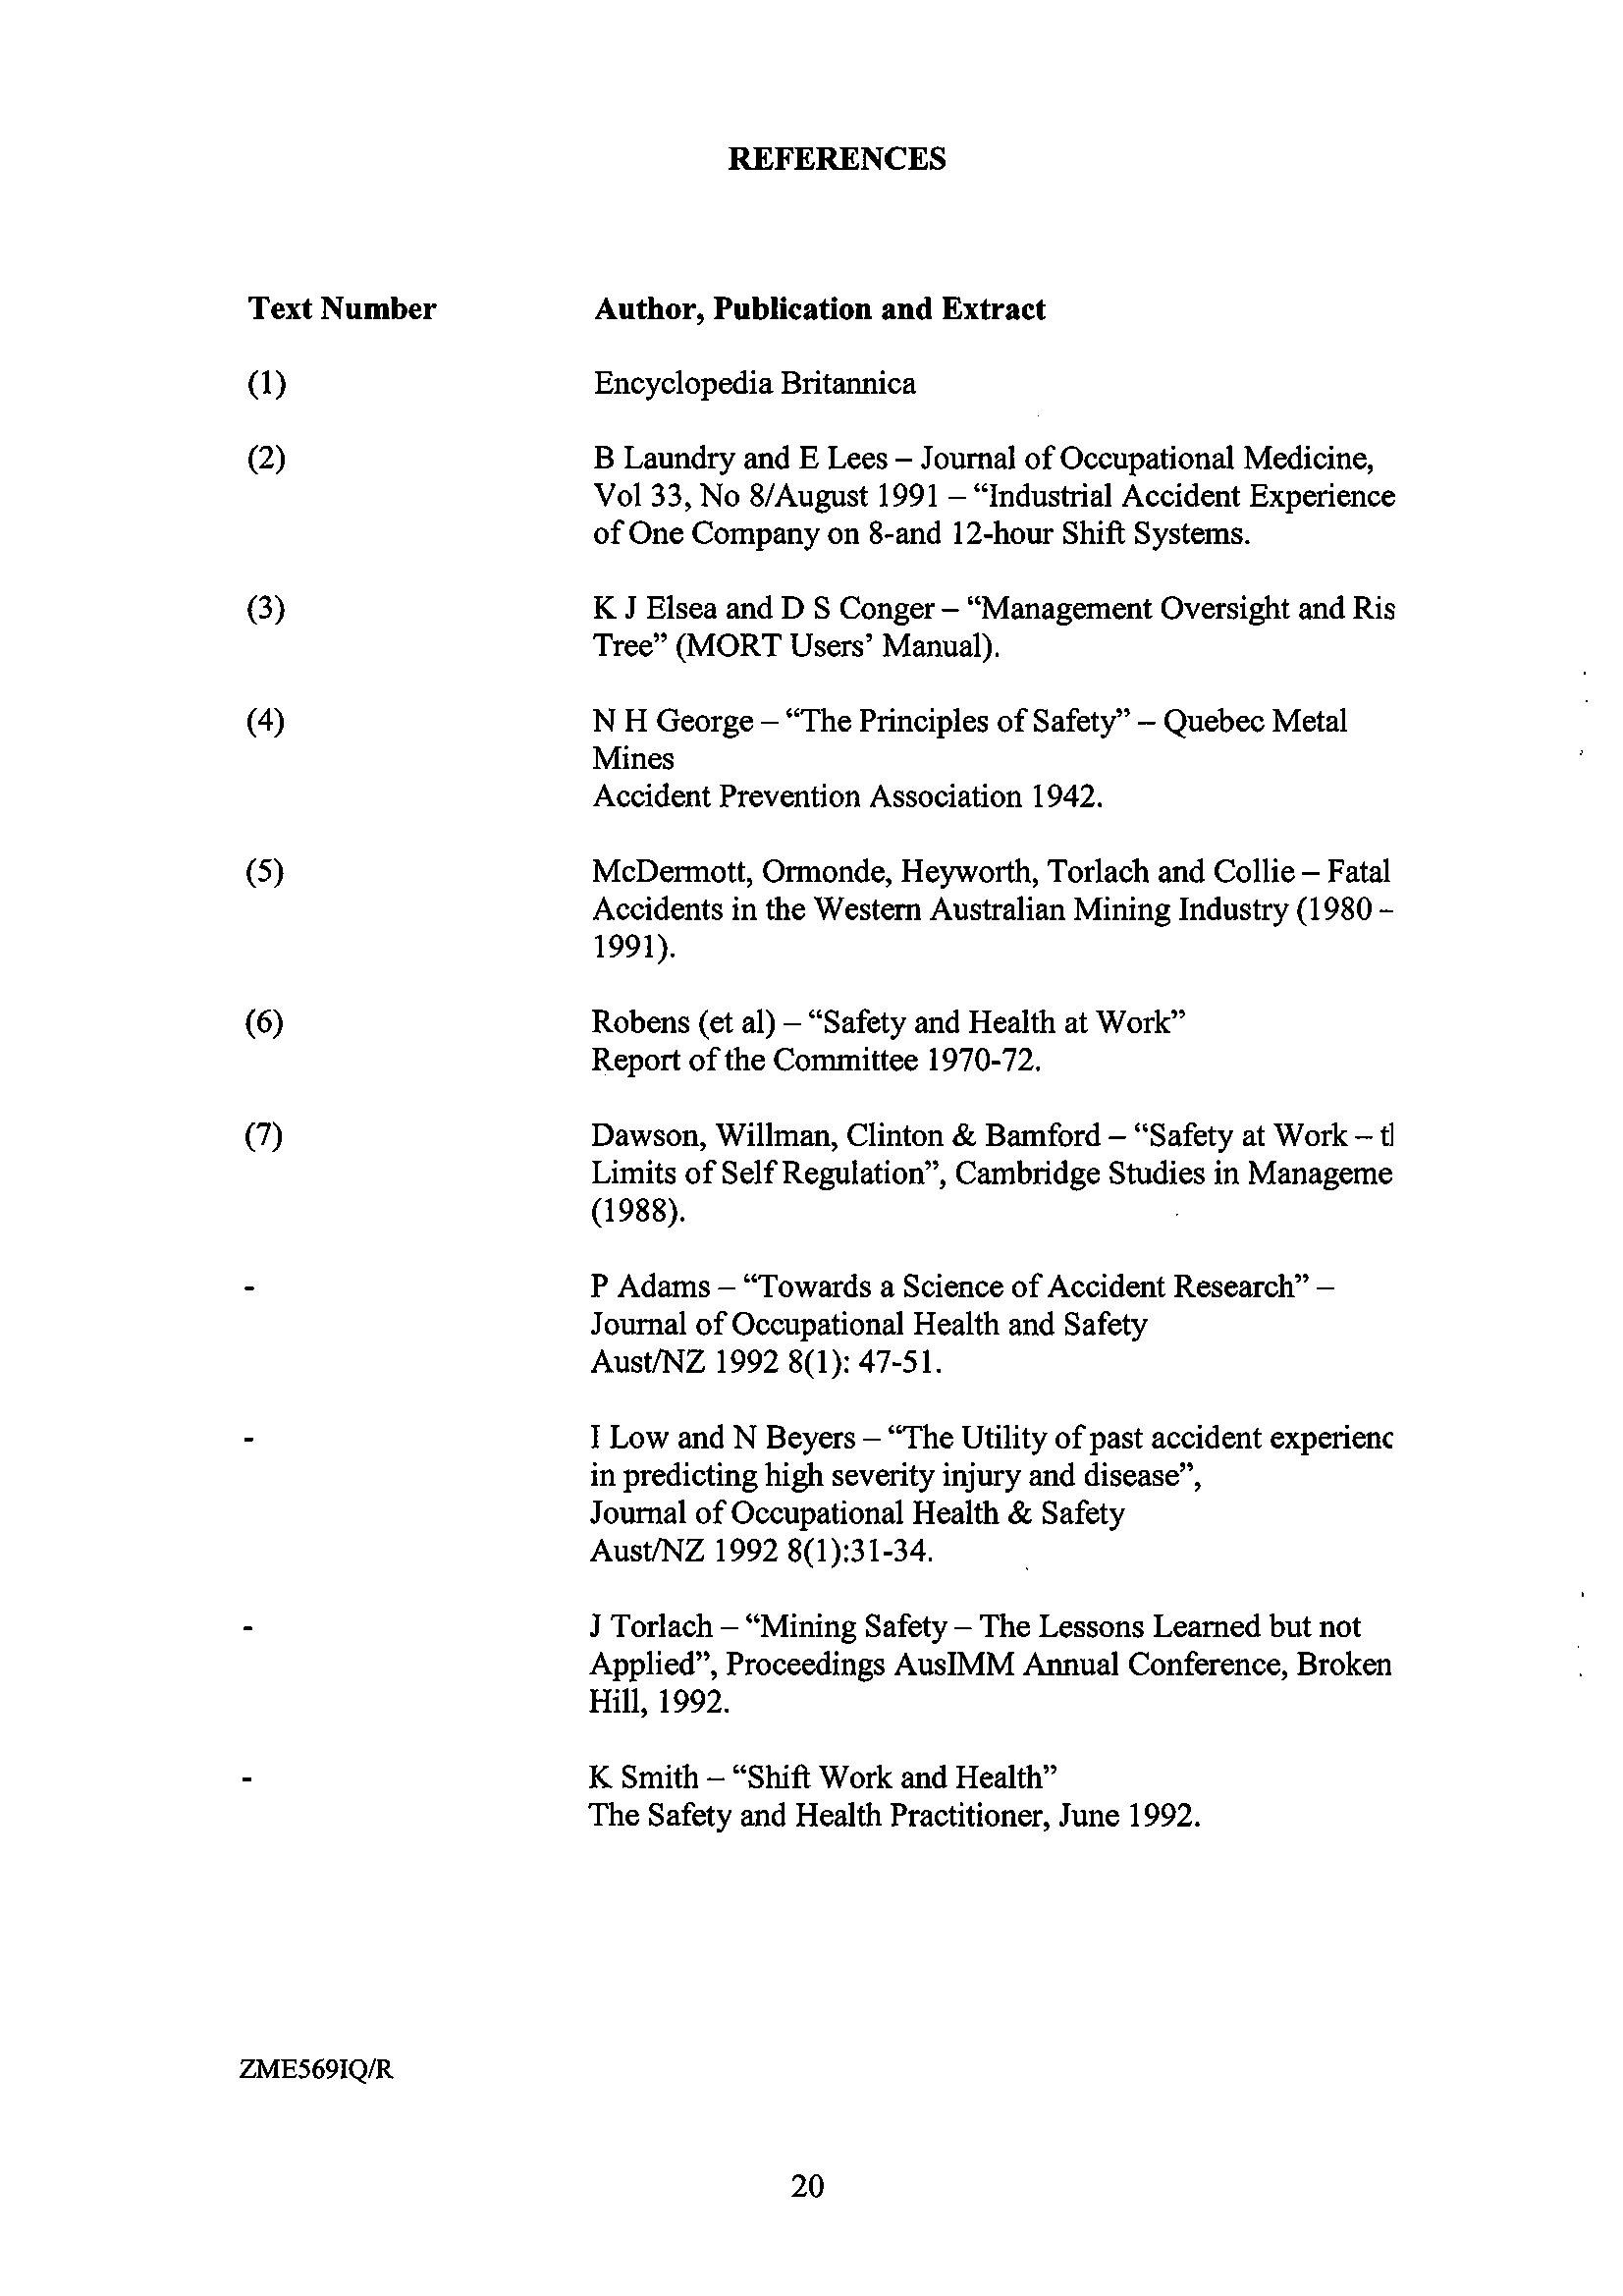 REFERENCES
Text Number Author, Publication and Extract
(1) Encyclopedia Britannica
(2) B Laundry and E Lees – Journal of Occupational Medicine,
Vol 33, No 8/August 1991 – “Industrial Accident Experience
of One Company on 8-and 12-hour Shift Systems.
(3) K J Elsea and D S Conger – “Management Oversight and Ris
Tree” (MORT Users’ Manual).
(4) N H George – “The Principles of Safety” – Quebec Metal
Mines
Accident Prevention Association 1942.
(5) McDermott, Ormonde, Heyworth, Torlach and Collie – Fatal
Accidents in the Western Australian Mining Industry (1980 -
1991).
(6) Robens (et al) – “Safety and Health at Work”
Report of the Committee 1970-72.
(7) Dawson, Willman, Clinton & Bamford – “Safety at Work – 
Limits of Self Regulation”, Cambridge Studies in Manageme
(1988).
- P Adams – “Towards a Science of Accident Research” –
Journal of Occupational Health and Safety
Aust/NZ 1992 8(1): 47-51.
- I Low and N Beyers – “The Utility of past accident experienc
in predicting high severity injury and disease”,
Journal of Occupational Health & Safety
Aust/NZ 1992 8(1):31-34.
- J Torlach – “Mining Safety – The Lessons Learned but not
Applied”, Proceedings AusIMM Annual Conference, Broken
Hill, 1992.
- K Smith – “Shift Work and Health”
The Safety and Health Practitioner, June 1992.
ZME569IQ/R
20